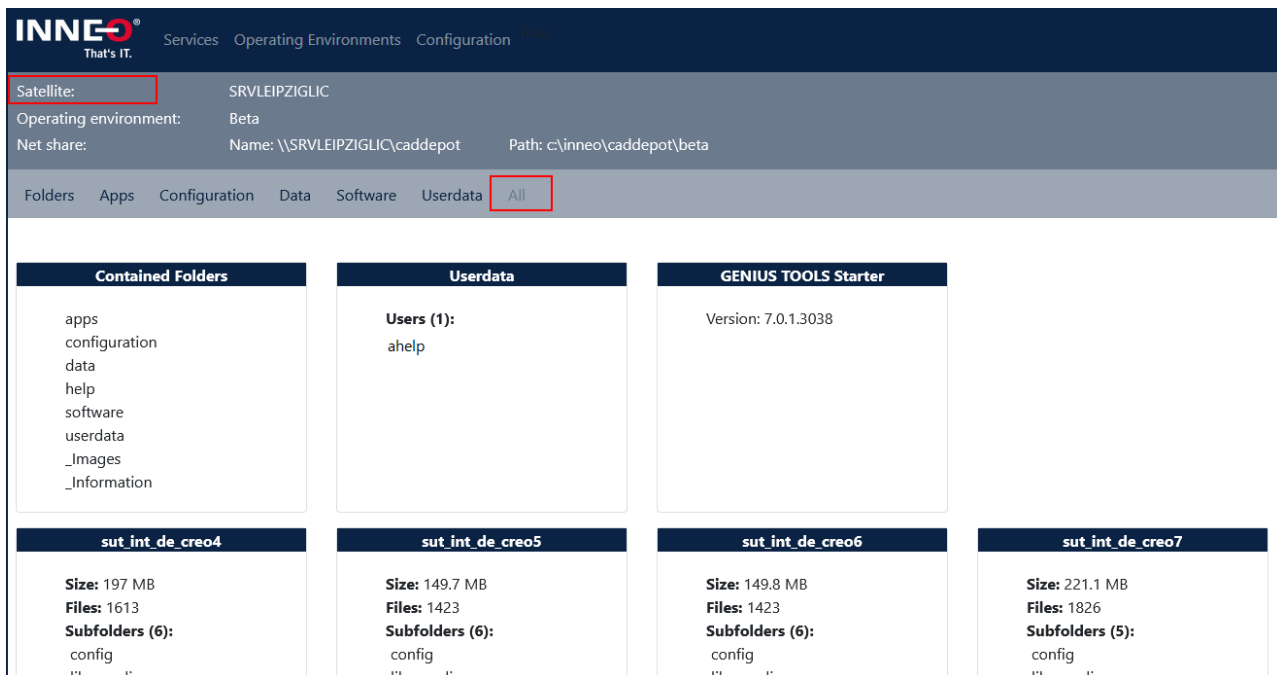 INNEO®
That's IT.
Services Operating Environments Configuration
Satellite: SRVLEIPZIGLIC
Operating environment: Beta
Net share: Name: \\SRVLEIPZIGLIC\caddepot Path: c:\inneo\caddepot\beta
Folders Apps Configuration Data Software Userdata All
Contained Folders Userdata GENIUS TOOLS Starter
apps Users (1): Version: 7.0.1.3038
configuration ahelp
data
help
software
userdata
_Images
_Information
sut_int_de_creo4 sut_int_de_creo5 sut_int_de_creo6 sut_int_de_creo7
Size: 197 MB Size: 149.7 MB Size: 149.8 MB Size: 221.1 MB
Files: 1613 Files: 1423 Files: 1423 Files: 1826
Subfolders (6): Subfolders (6): Subfolders (6): Subfolders (5):
config config config config